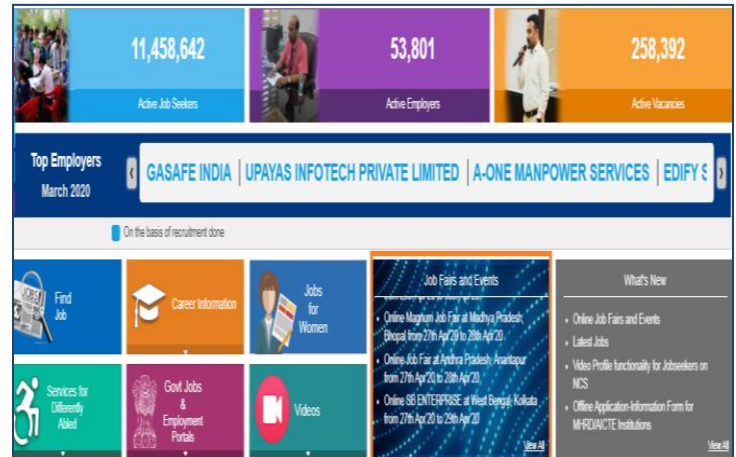 11,458,642
Active Job Seekers
53,801
Active Employers
258,392
Active Vacancies
Top Employers
March 2020
GASAFE INDIA | UPAYAS INFOTECH PRIVATE LIMITED | A-ONE MANPOWER SERVICES | EDIFY S
On the basis of recruitment done
JOBS
Find
Job
Career Information
Jobs
for
Women
Services for
Differently
Abled
Govt Jobs
&
Employment
Portals
Videos
Job Fairs and Events
• Online Magnum Job Fair at Madhya Pradesh,
Bhopal from 27th Apr'20 to 28th Apr'20
• Online Job Fair at Andhra Pradesh, Anantapur
from 27th Apr'20 to 28th Apr'20
• Online SB ENTERPRISE at West Bengal, Kolkata
from 27th Apr'20 to 29th Apr'20
View All
What's New
• Online Job Fairs and Events
• Latest Jobs
• Video Profile functionality for Jobseekers on
NCS
• Offline Application-Information Form for
MHRD/AICTE Institutions
View All